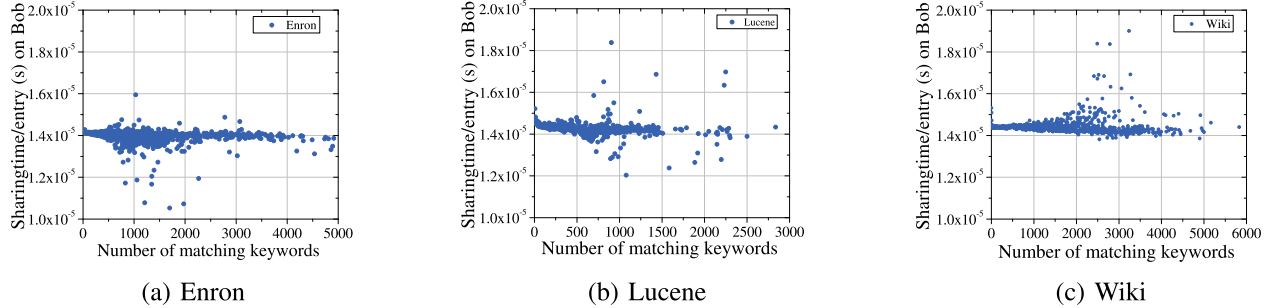 Sharingtime/entry (s) on Bob
2.0x10^-5
1.8x10^-5
1.6x10^-5
1.4x10^-5
1.2x10^-5
1.0x10^-5
Enron
0 1000 2000 3000 4000 5000
Number of matching keywords
(a) Enron
Sharingtime/entry (s) on Bob
2.0x10^-5
1.8x10^-5
1.6x10^-5
1.4x10^-5
1.2x10^-5
1.0x10^-5
Lucene
0 500 1000 1500 2000 2500 3000
Number of matching keywords
(b) Lucene
Sharingtime/entry (s) on Bob
2.0x10^-5
1.8x10^-5
1.6x10^-5
1.4x10^-5
1.2x10^-5
1.0x10^-5
Wiki
0 1000 2000 3000 4000 5000 6000
Number of matching keywords
(c) Wiki